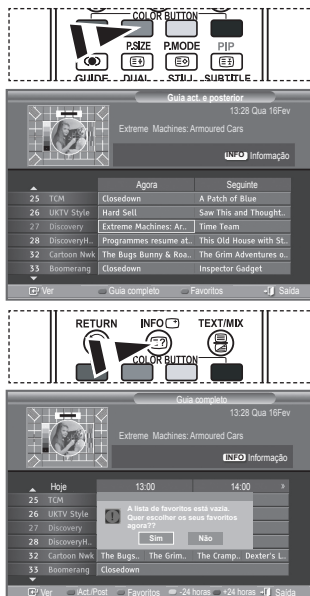 COLOR BUTTON
P.SIZE P.MODE PIP
GUIDE DUAL STILL SUBTITLE
Guia act. e posterior
13:28 Qua 16Fev
Extreme Machines: Armoured Cars
INFO Informação
Agora Seguinte
25 TCM Closedown A Patch of Blue
26 UKTV Style Hard Sell Saw This and Thought..
27 Discovery Extreme Machines: Ar.. Time Team
28 DiscoveryH.. Programmes resume at.. This Old House with St..
32 Cartoon Nwk The Bugs Bunny & Roa.. The Grim Adventures o..
33 Boomerang Closedown Inspector Gadget
Ver Guia completo Favoritos Saída
RETURN INFO TEXT/MIX
COLOR BUTTON
Guia completo
13:28 Qua 16Fev
Extreme Machines: Armoured Cars
INFO Informação
Hoje 13:00 14:00 »
25 TCM
26 UKTV Style
27 Discovery
28 DiscoveryH..
A lista de favoritos está vazia.
Quer escolher os seus favoritos
agora??
Sim Não
32 Cartoon Nwk The Bugs.. The Grim.. The Cramp.. Dexter's L..
33 Boomerang Closedown
Ver iAct./Post Favoritos -24 horas +24 horas Saída